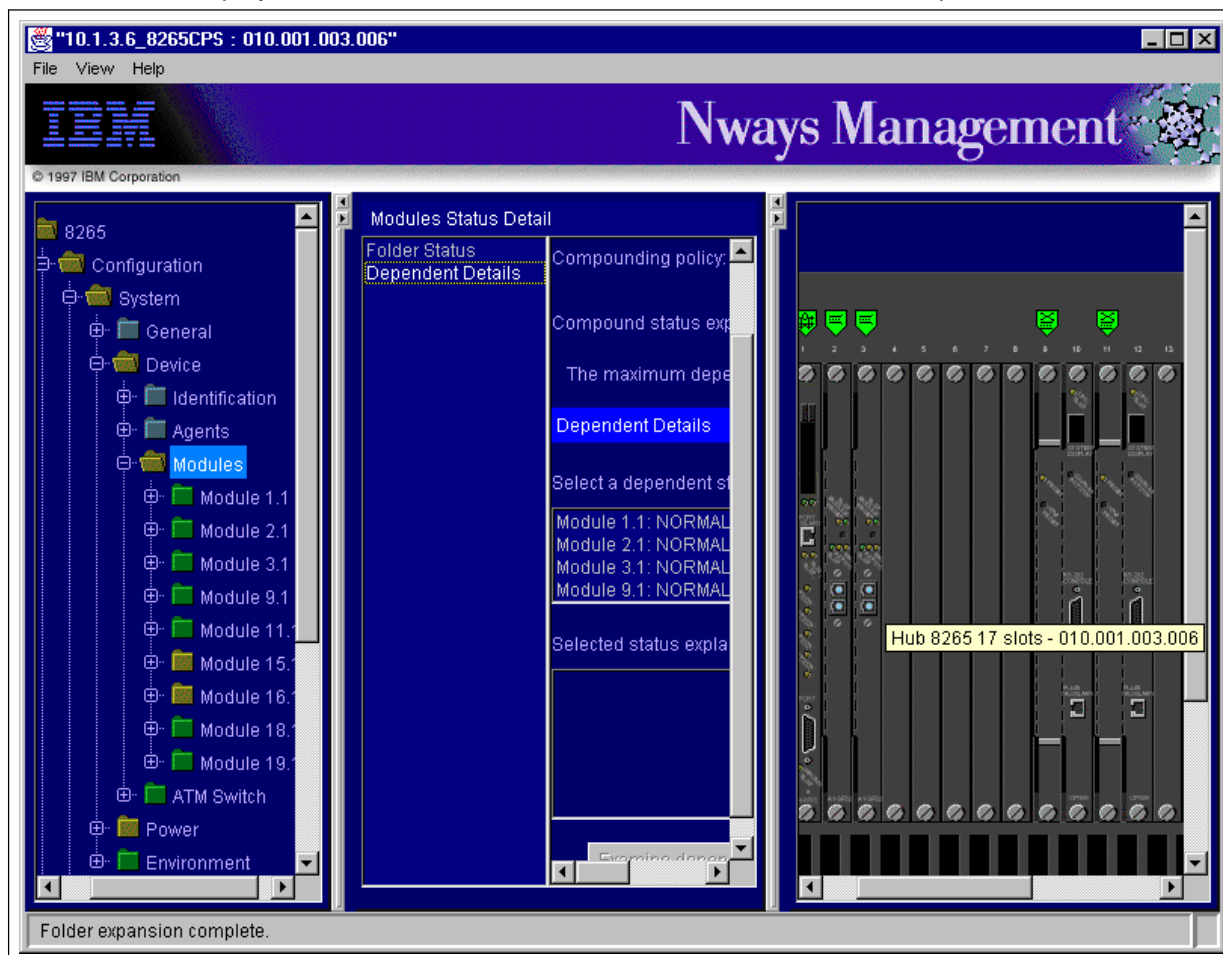 "10.1.3.6_8265CPS : 010.001.003.006"
File View Help
IBM
Nways Management
© 1997 IBM Corporation
8265
Configuration
System
General
Device
Identification
Agents
Modules
Module 1.1
Module 2.1
Module 3.1
Module 9.1
Module 11.
Module 15.
Module 16.
Module 18.
Module 19.
ATM Switch
Power
Environment
Modules Status Detail
Folder Status
Dependent Details
Compounding policy:
Compound status exp
The maximum depe
Dependent Details
Select a dependent st
Module 1.1: NORMAL
Module 2.1: NORMAL
Module 3.1: NORMAL
Module 9.1: NORMAL
Selected status expla
Examine depen
1 2 3 4 5 6 7 8 9 10 11 12 13
Hub 8265 17 slots - 010.001.003.006
Folder expansion complete.